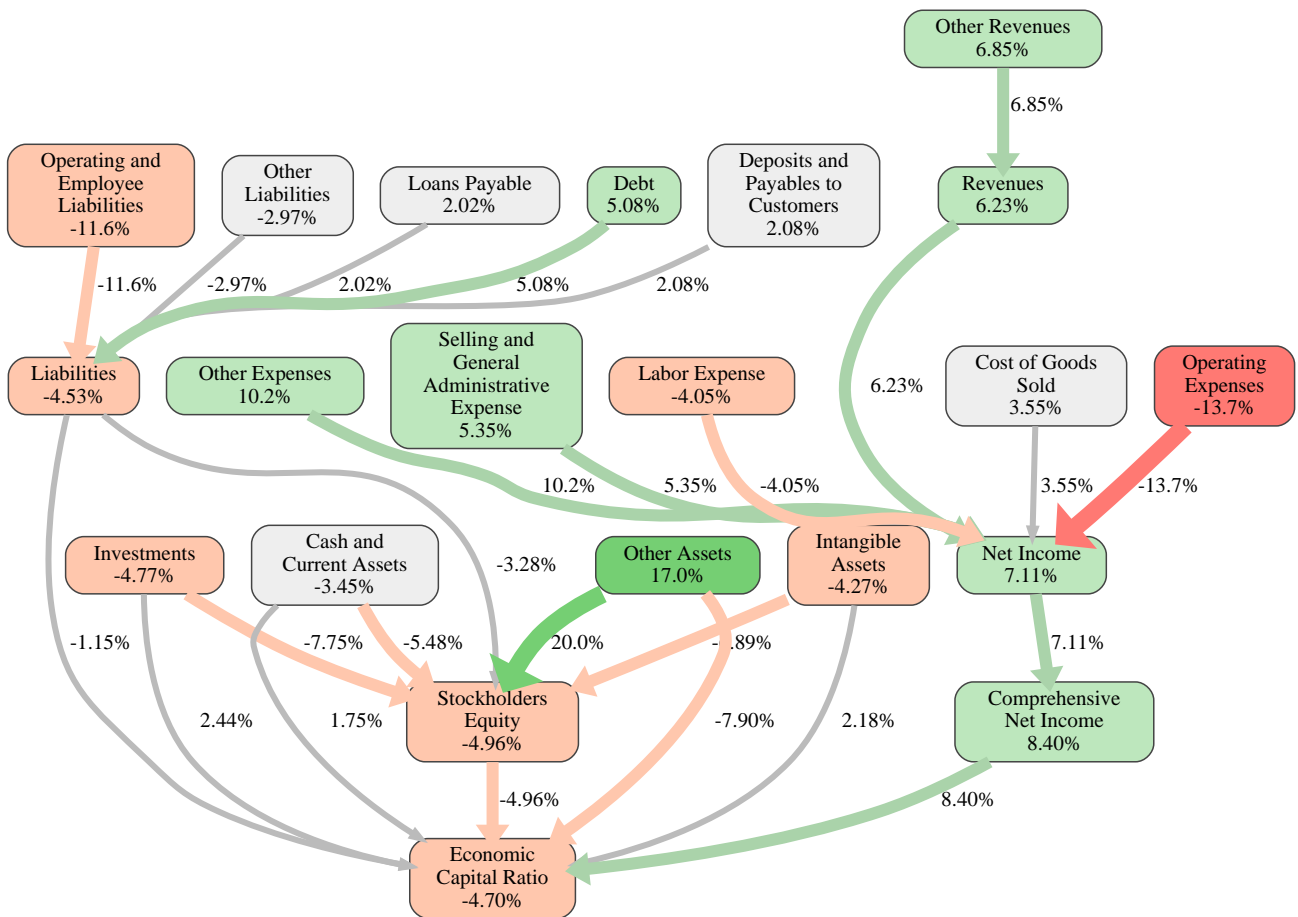 Other Revenues
6.85%
6.85%
Operating and
Employee
Liabilities
-11.6%
Other
Liabilities
-2.97%
Loans Payable
2.02%
Debt
5.08%
Deposits and
Payables to
Customers
2.08%
Revenues
6.23%
-11.6%
-2.97%
2.02%
5.08%
2.08%
Liabilities
-4.53%
Other Expenses
10.2%
Selling and
General
Administrative
Expense
5.35%
Labor Expense
-4.05%
6.23%
Cost of Goods
Sold
3.55%
Operating
Expenses
-13.7%
10.2%
5.35%
-4.05%
3.55%
-13.7%
Investments
-4.77%
Cash and
Current Assets
-3.45%
-3.28%
Other Assets
17.0%
Intangible
Assets
-4.27%
Net Income
7.11%
-1.15%
-7.75%
-5.48%
20.0%
7.11%
2.44%
1.75%
Stockholders
Equity
-4.96%
-7.90%
2.18%
Comprehensive
Net Income
8.40%
-4.96%
8.40%
Economic
Capital Ratio
-4.70%